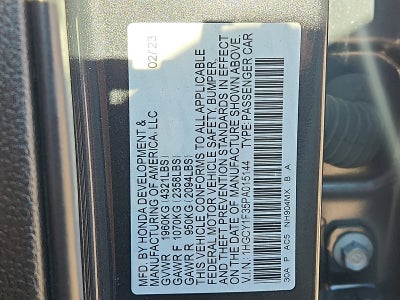 MFD. BY HONDA DEVELOPMENT & 02/23
MANUFACTURING OF AMERICA, LLC
GVWR 1960KG(4321LBS)
GAWR F 1070KG(2358LBS)
GAWR R 950KG(2094LBS)
THIS VEHICLE CONFORMS TO ALL APPLICABLE
FEDERAL MOTOR VEHICLE SAFETY, BUMPER,
AND THEFT PREVENTION STANDARDS IN EFFECT
ON THE DATE OF MANUFACTURE SHOWN ABOVE.
V.I.N.: 1HGCY1F35PA015144 TYPE: PASSENGER CAR
30A P AC5 NH904MX B A